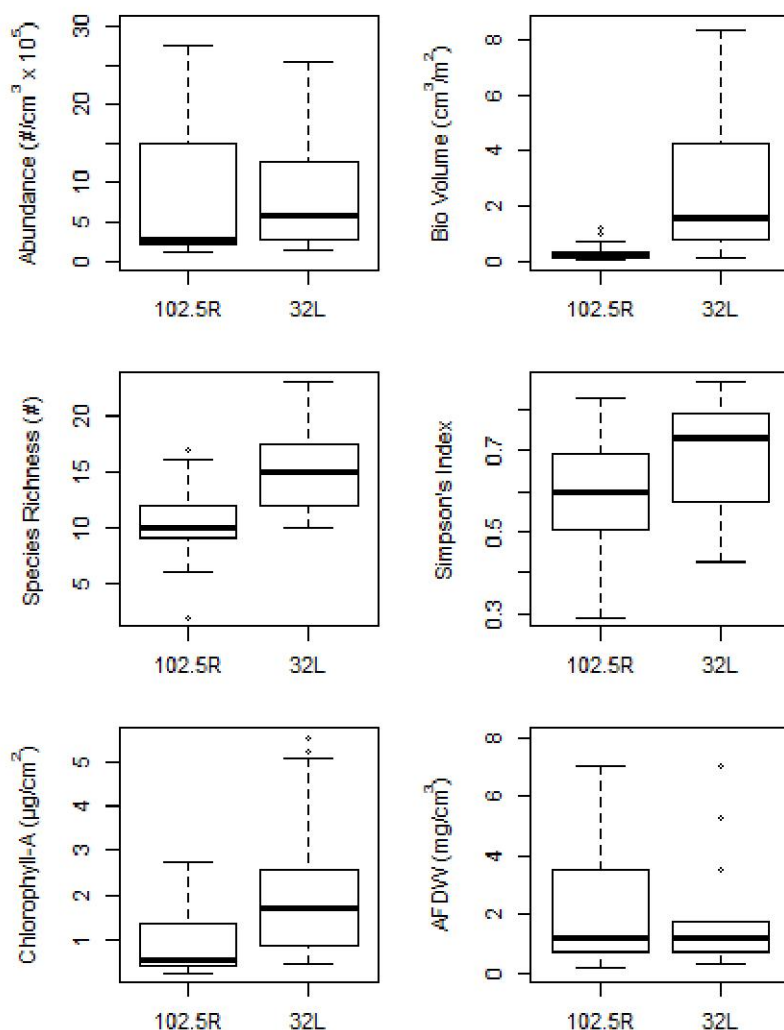 Abundance (#/cm³ x 10⁵)
0 5 10 20 30
102.5R 32L
Bio Volume (cm³/m²)
0 2 4 6 8
102.5R 32L
Species Richness (#)
5 10 15 20
102.5R 32L
Simpson's Index
0.3 0.5 0.7
102.5R 32L
Chlorophyll-A (µg/cm²)
1 2 3 4 5
102.5R 32L
AFDW (mg/cm³)
0 2 4 6 8
102.5R 32L